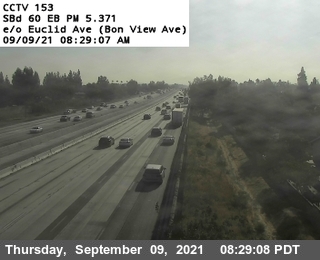 CCTV 153
SBd 60 EB PM 5.371
e/o Euclid Ave (Bon View Ave)
09/09/21 08:29:07 AM
Thursday, September 09, 2021 08:29:08 PDT